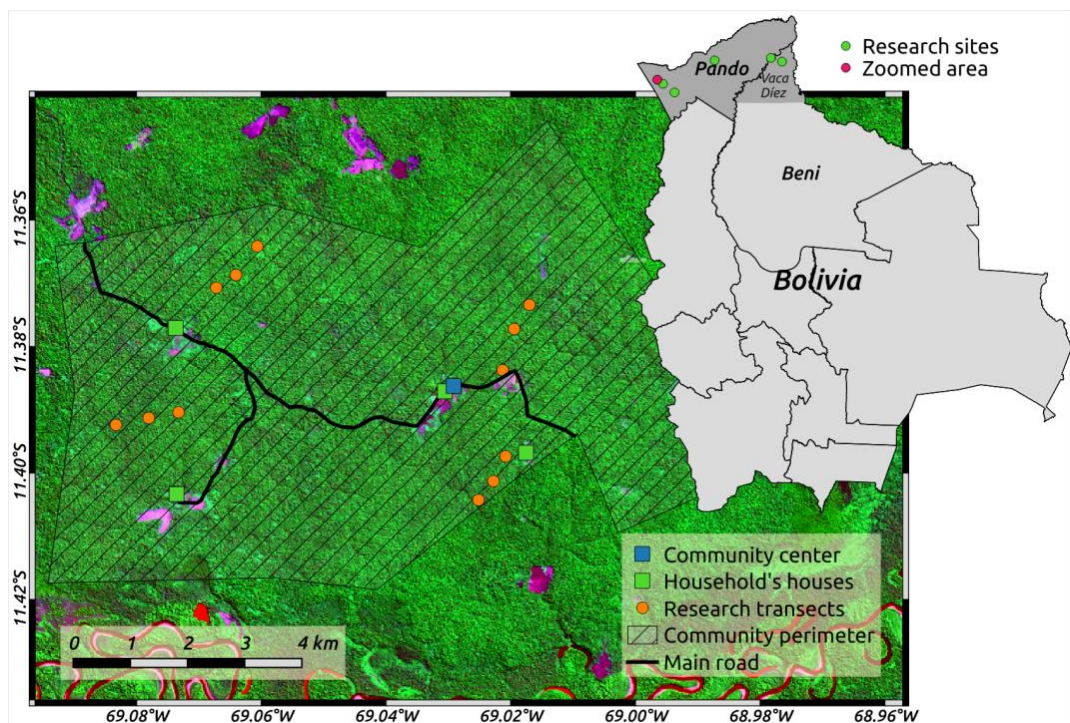 Research sites
Zoomed area
Pando
Vaca
Díez
Beni
Bolivia
11.36°S
11.38°S
11.40°S
11.42°S
Community center
Household's houses
Research transects
Community perimeter
Main road
0 1 2 3 4 km
69.08°W 69.06°W 69.04°W 69.02°W 69.00°W 68.98°W 68.96°W